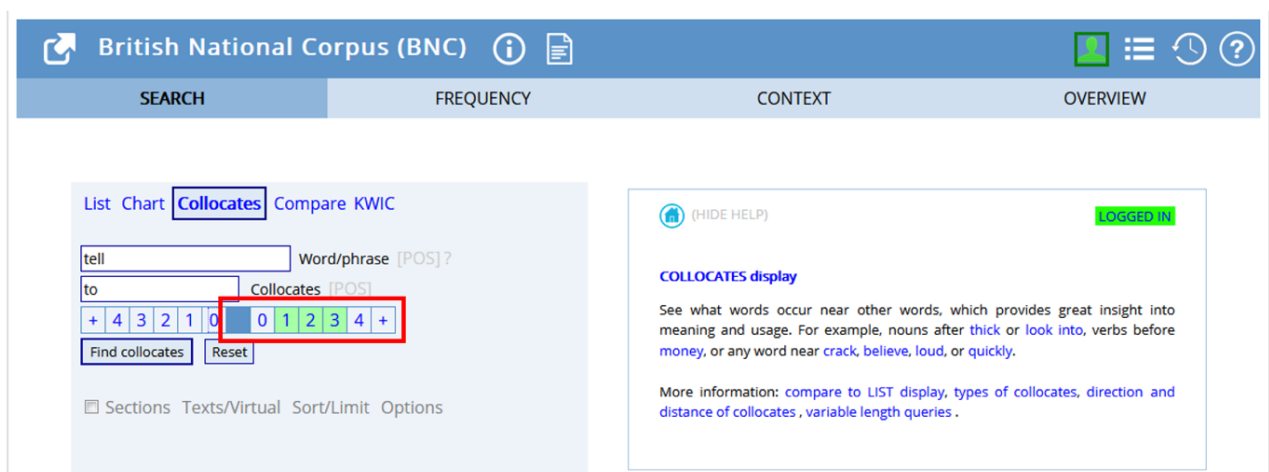 British National Corpus (BNC)
SEARCH FREQUENCY CONTEXT OVERVIEW
List Chart Collocates Compare KWIC
tell Word/phrase [POS] ?
to Collocates [POS]
+ 4 3 2 1 0 0 1 2 3 4 +
Find collocates Reset
Sections Texts/Virtual Sort/Limit Options
(HIDE HELP) LOGGED IN
COLLOCATES display
See what words occur near other words, which provides great insight into
meaning and usage. For example, nouns after thick or look into, verbs before
money, or any word near crack, believe, loud, or quickly.
More information: compare to LIST display, types of collocates, direction and
distance of collocates , variable length queries .